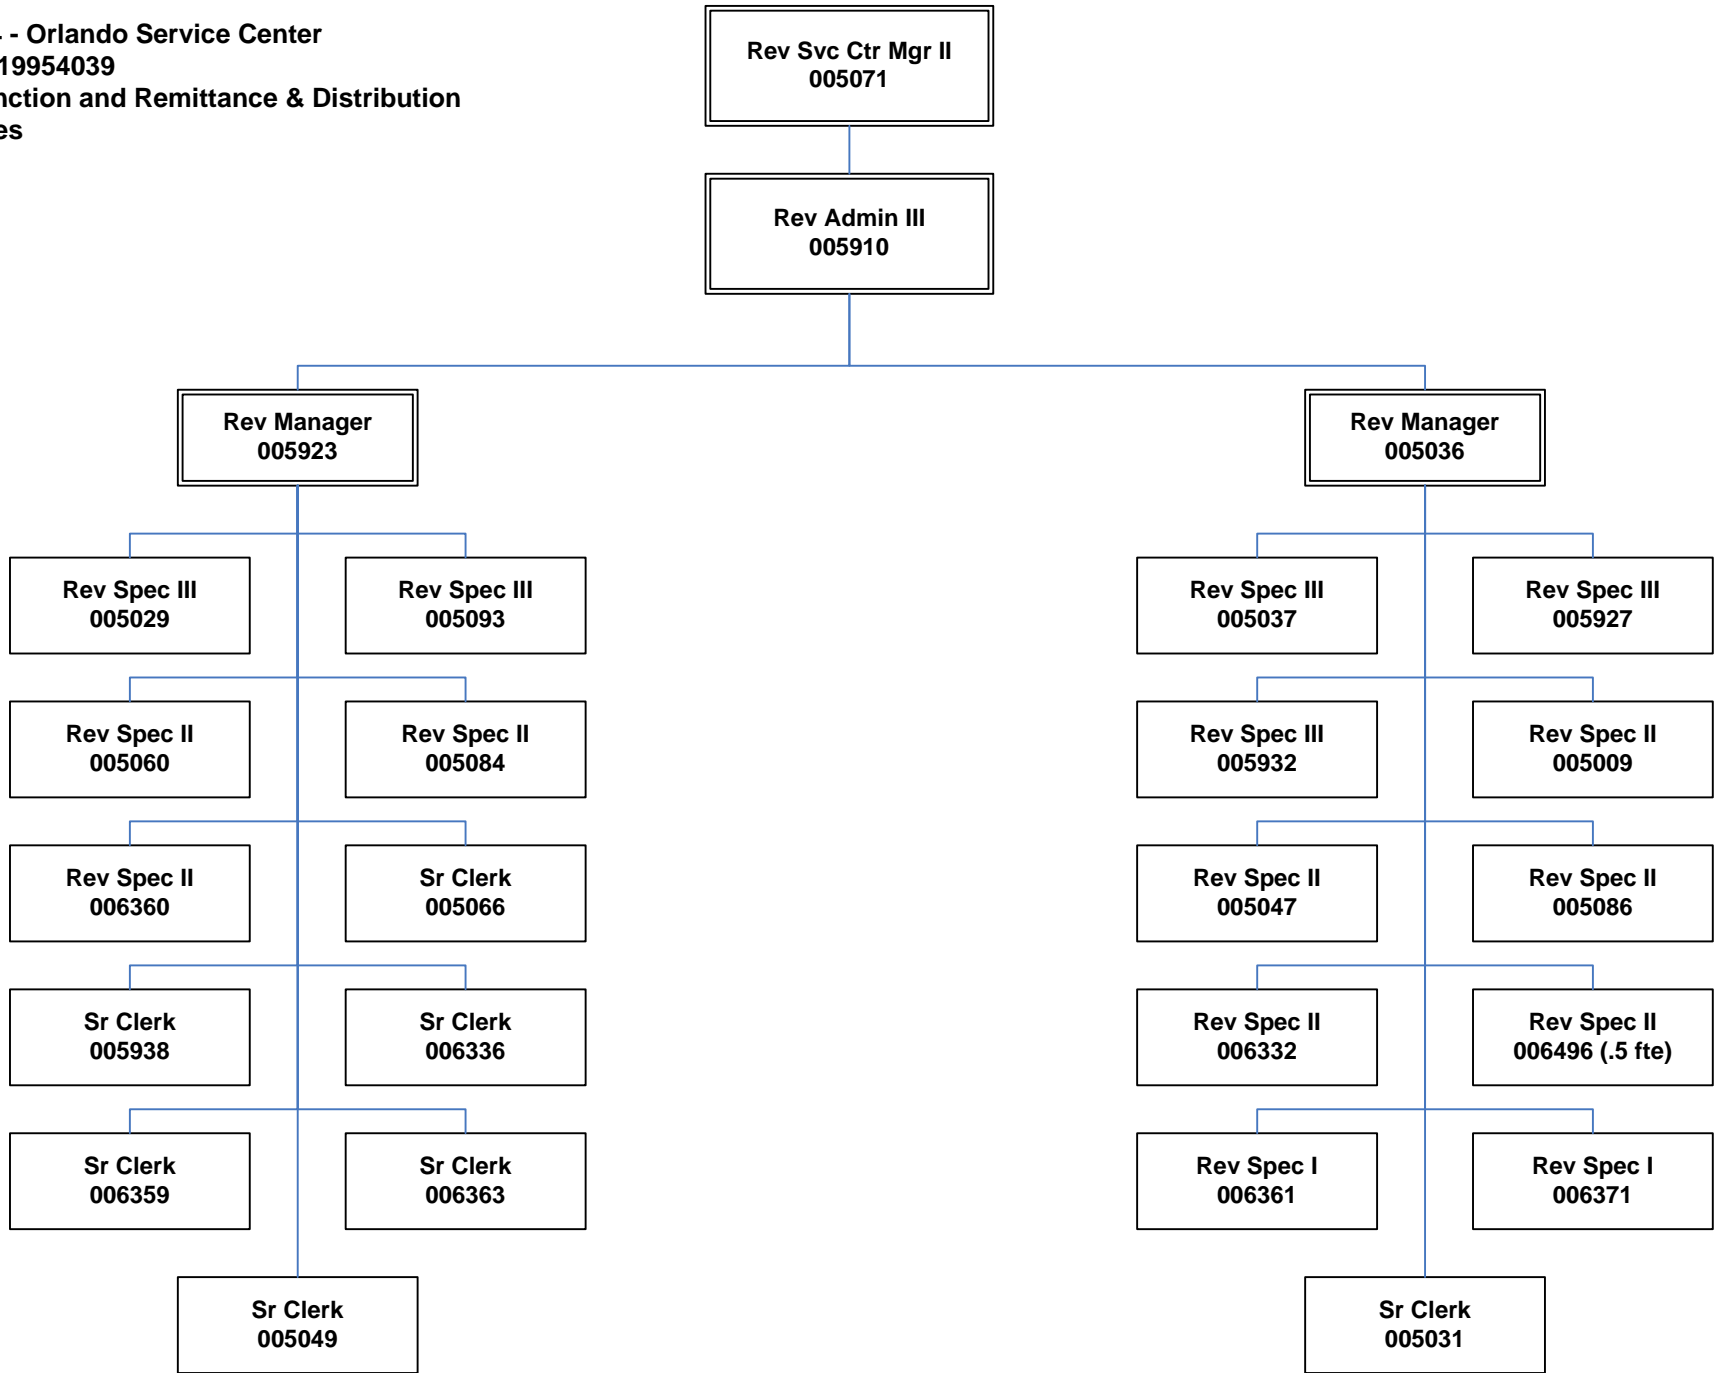 - Orlando Service Center
19954039
and Remittance & Distribution
Rev Svc Ctr Mgr II
005071
Rev Admin III
005910
Rev Manager
005923
Rev Manager
005036
Rev Spec III
005029
Rev Spec III
005093
Rev Spec III
005037
Rev Spec III
005927
Rev Spec II
005060
Rev Spec II
005084
Rev Spec III
005932
Rev Spec II
005009
Rev Spec II
006360
Sr Clerk
005066
Rev Spec II
005047
Rev Spec II
005086
Sr Clerk
005938
Sr Clerk
006336
Rev Spec II
006332
Rev Spec II
006496 (.5 fte)
Sr Clerk
006359
Sr Clerk
006363
Rev Spec I
006361
Rev Spec I
006371
Sr Clerk
005049
Sr Clerk
005031